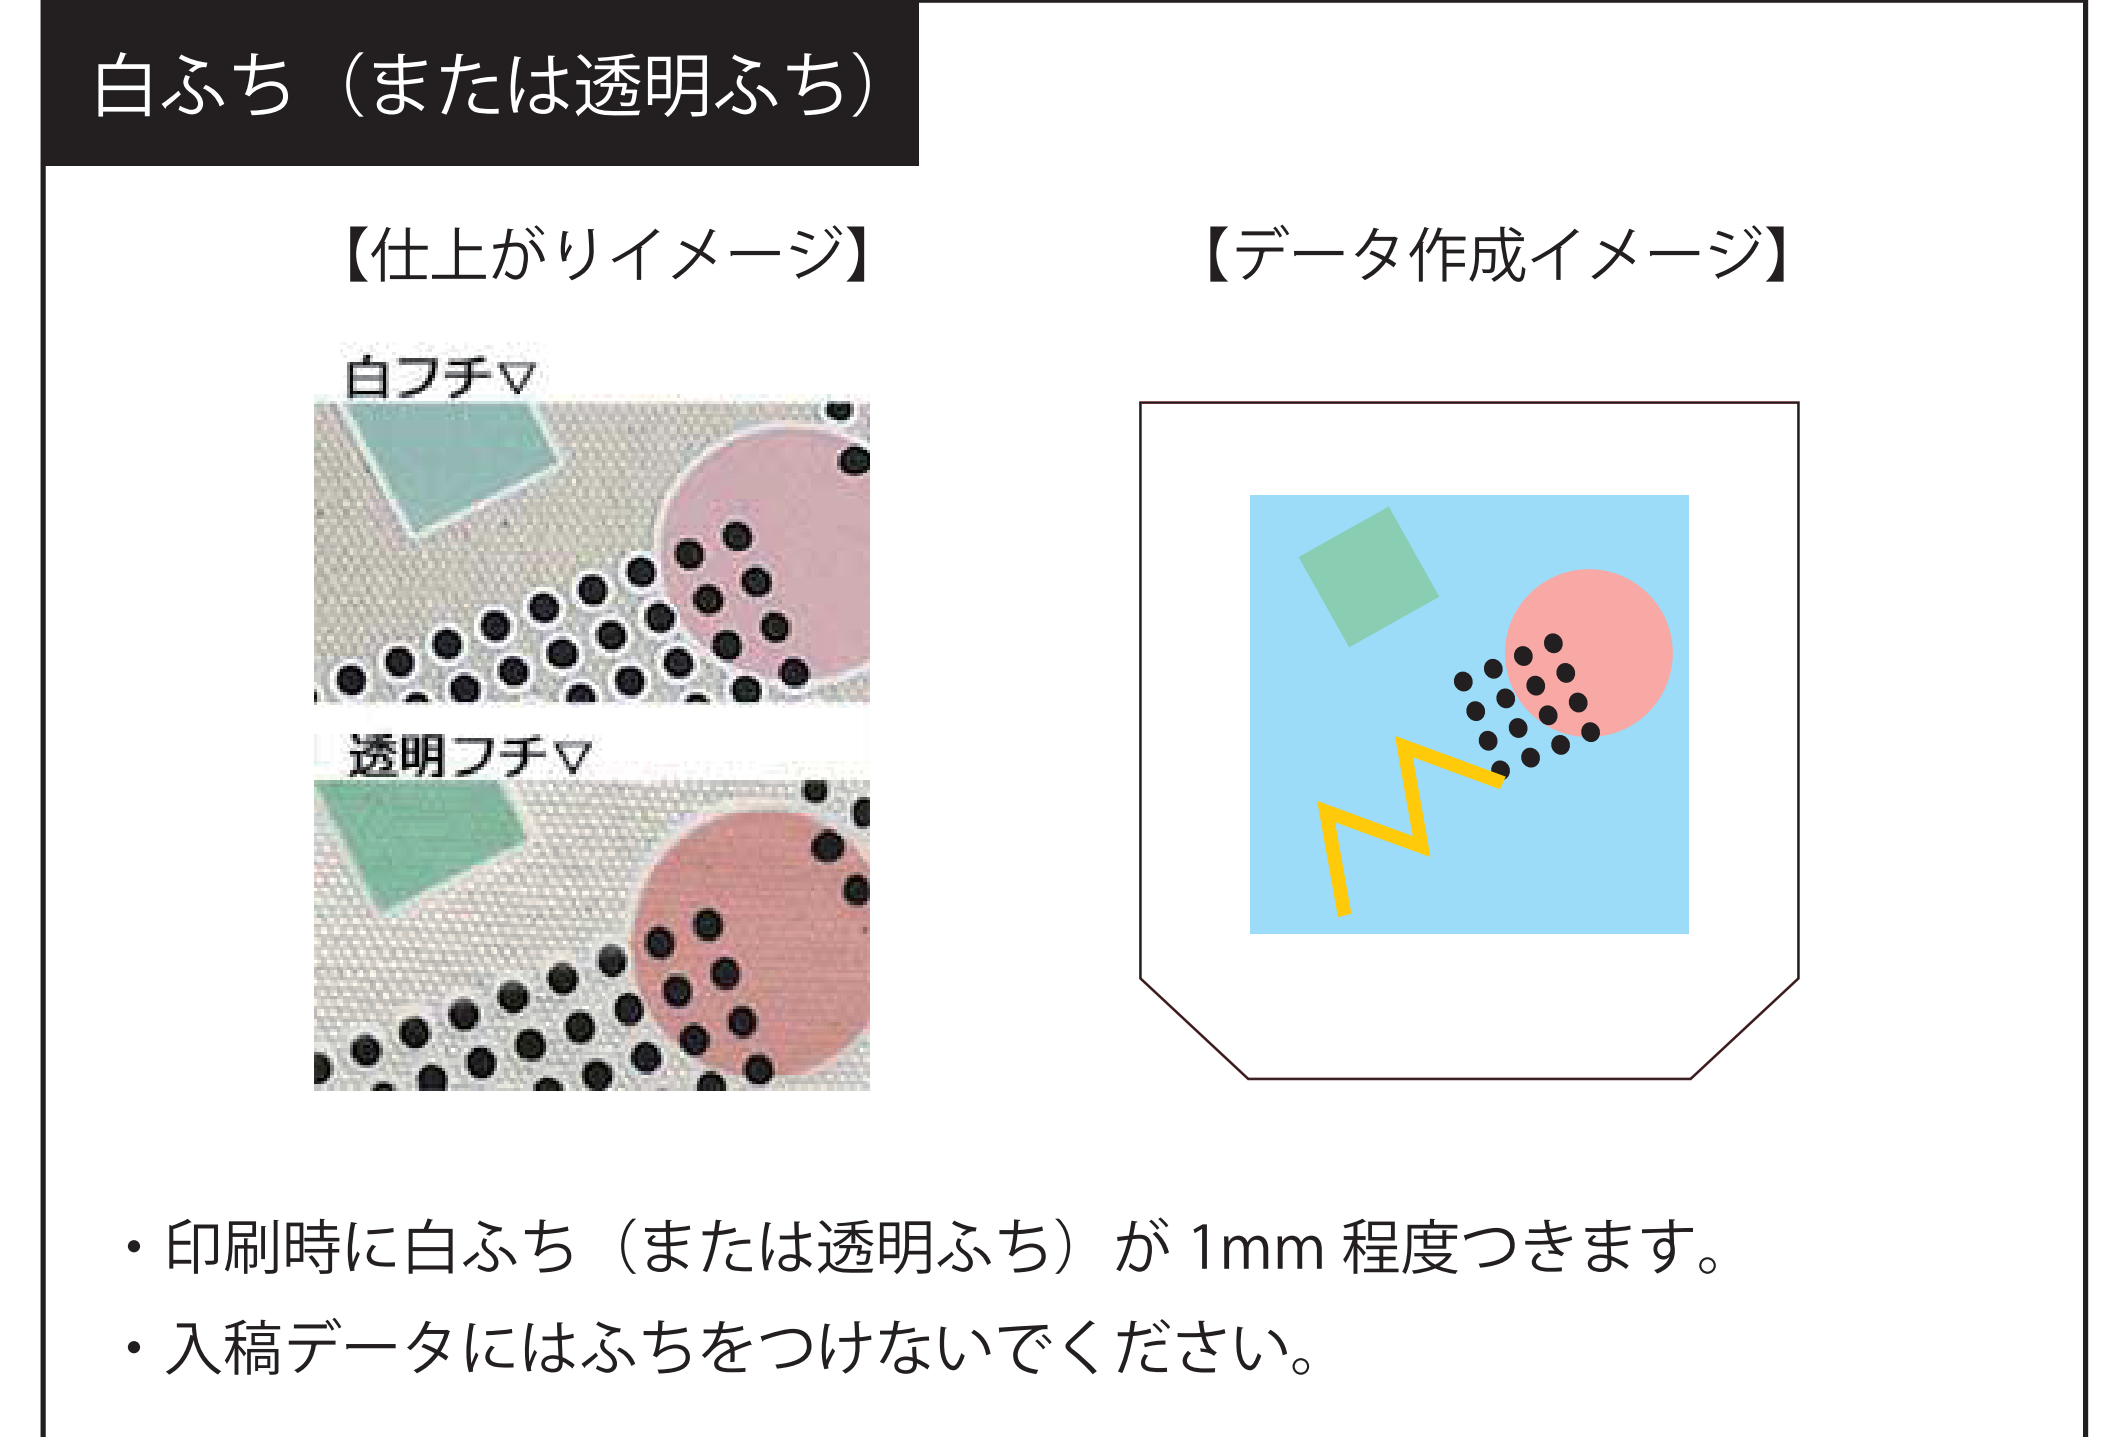 白ふち（または透明ふち）
【仕上がりイメージ】
【データ作成イメージ】
白フチ▽
透明フチ▽
・印刷時に白ふち（または透明ふち）が 1mm 程度つきます。
・入稿データにはふちをつけないでください。